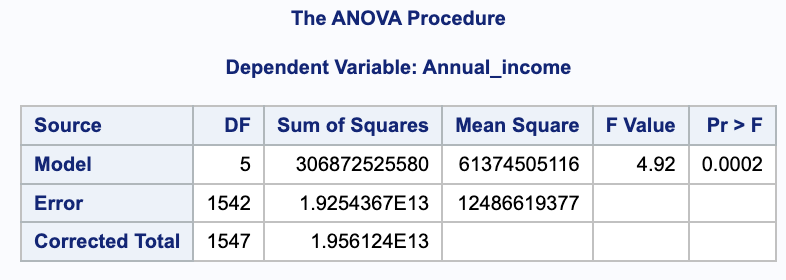 The ANOVA Procedure
Dependent Variable: Annual_income
Source DF Sum of Squares Mean Square F Value Pr > F
Model 5 306872525580 61374505116 4.92 0.0002
Error 1542 1.9254367E13 12486619377
Corrected Total 1547 1.956124E13